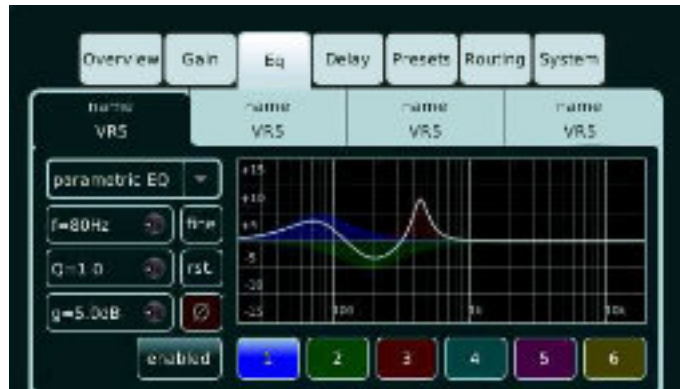 Overview Gain Eq Delay Presets Routing System
name name name name
VRS VRS VRS VRS
parametric EQ
f=80Hz fine
Q=1.0 rst.
g=5.0dB Ø
enabled 1 2 3 4 5 6
+15
+10
+5
-5
-10
-15 100 1k 10k